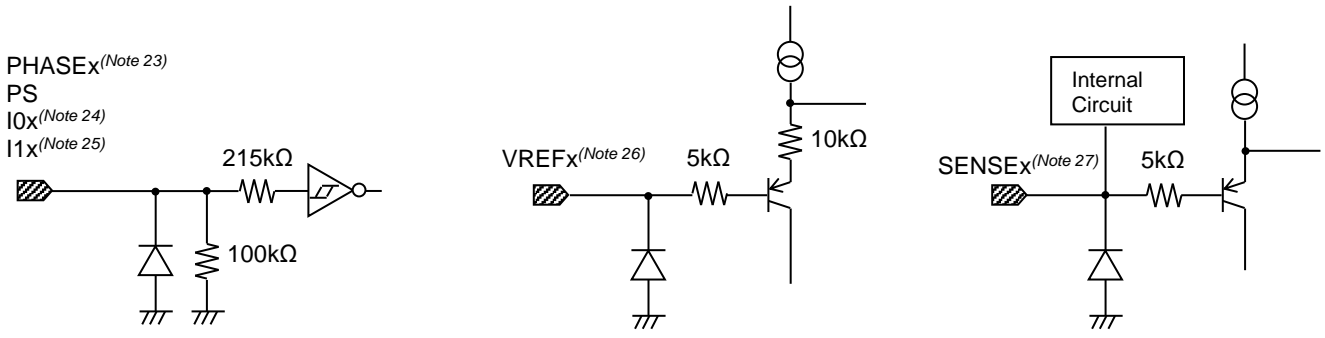 PHASEx(Note 23)
PS
I0x(Note 24)
I1x(Note 25)
215kΩ
100kΩ
VREFx(Note 26)
5kΩ
10kΩ
Internal
Circuit
SENSEx(Note 27)
5kΩ